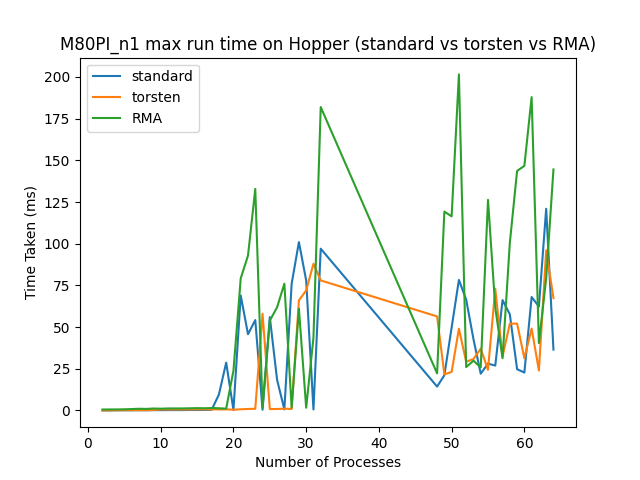 M80PI_n1 max run time on Hopper (standard vs torsten vs RMA)
standard
torsten
RMA
200
175
150
125
100
75
50
25
0
Time Taken (ms)
0 10 20 30 40 50 60
Number of Processes